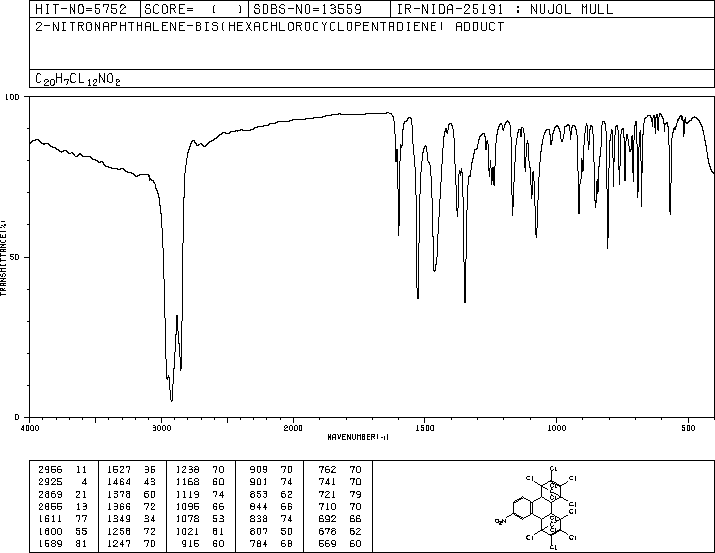 HIT-NO=5752 SCORE= ( ) SDBS-NO=13559 IR-NIDA-25191 : NUJOL MULL
2-NITRONAPHTHALENE-BIS(HEXACHLOROCYCLOPENTADIENE) ADDUCT
C20H7CL12NO2
100
50
0
TRANSMITTANCE(%)
4000 3000 2000 1500 1000 500
WAVENUMBER(-1)
2956 11 1527 36 1238 70 909 70 762 70
2925 4 1464 43 1168 60 901 74 741 70
2869 21 1378 60 1119 74 853 62 721 79
2855 13 1366 72 1095 66 844 66 710 70
1611 77 1349 34 1078 53 838 74 692 66
1600 55 1258 72 1021 81 807 50 678 62
1589 81 1247 70 915 60 784 68 569 60
Cl
Cl Cl
Cl Cl
Cl
NO2
Cl
Cl
Cl Cl
Cl